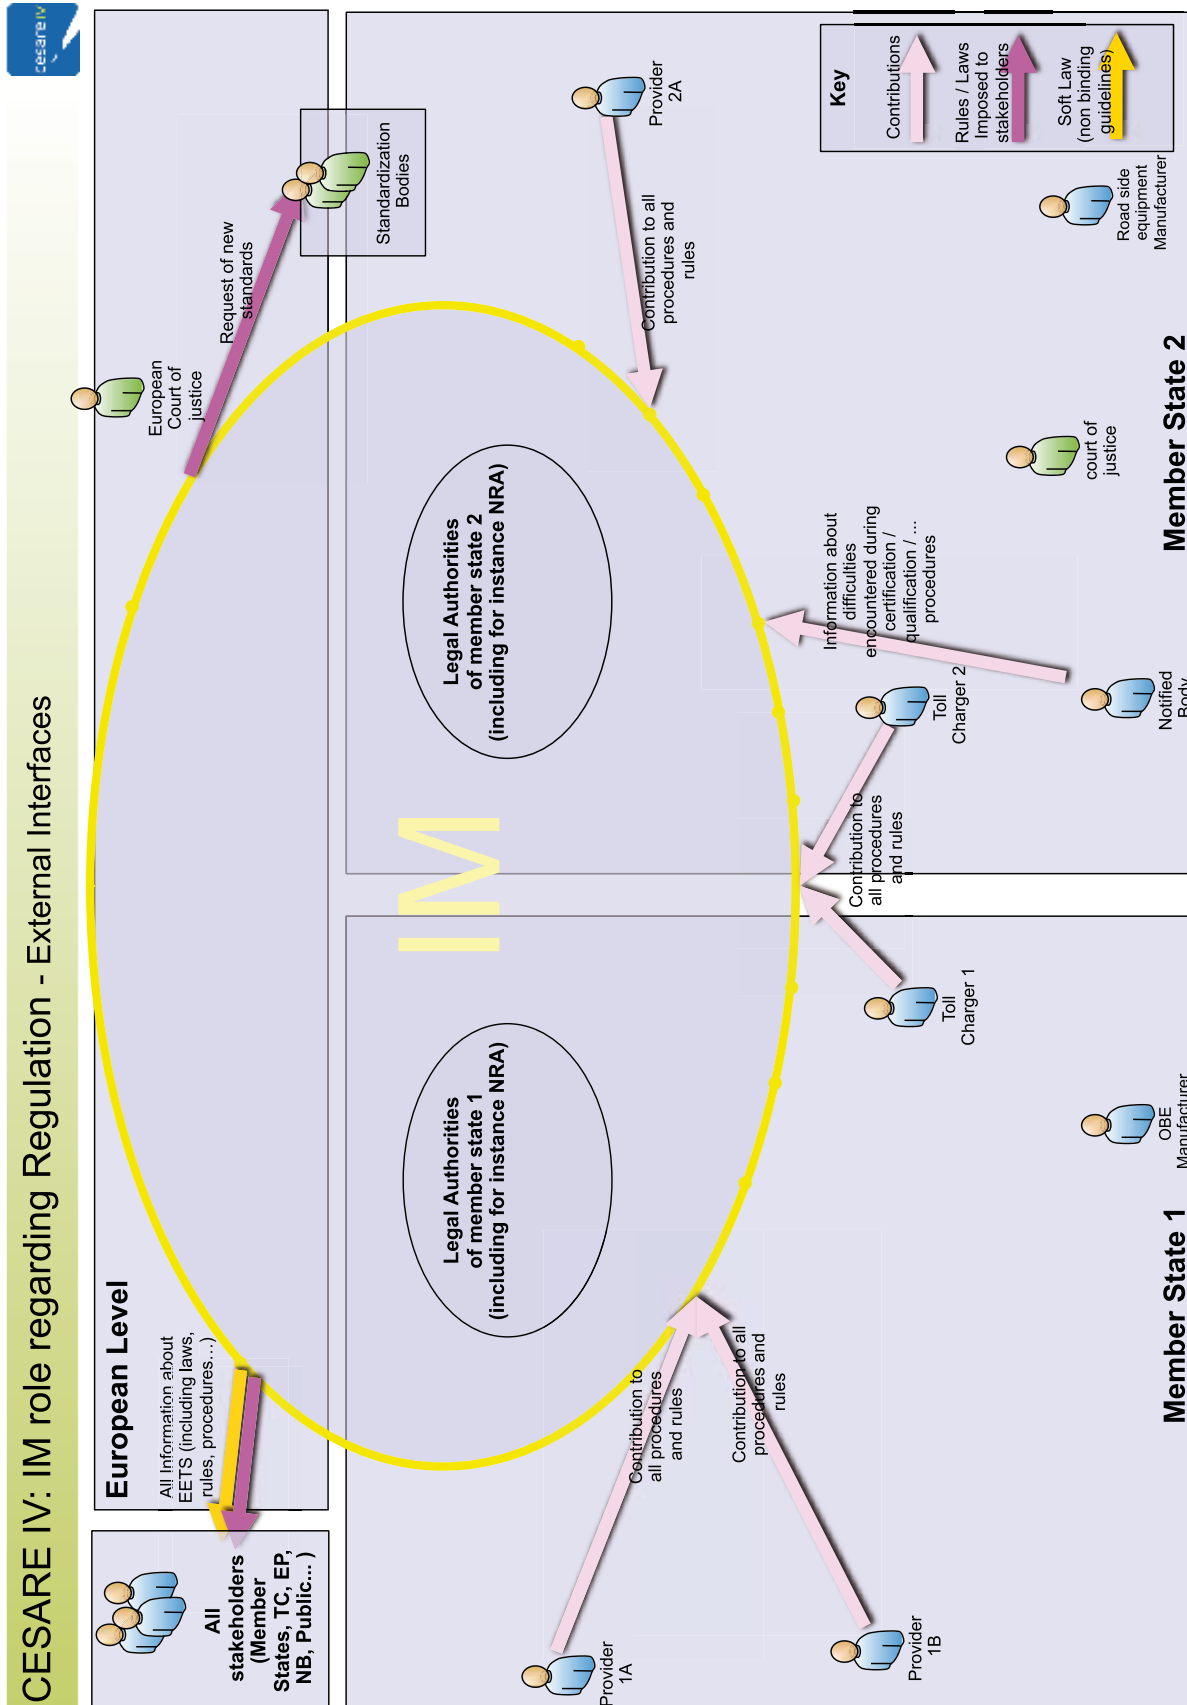 CESARE IV: IM role regarding Regulation - External Interfaces
cesare IV
All
stakeholders
(Member
States, TC, EP,
NB, Public... )
European Level
All Information about
EETS (including laws,
rules, procedures...)
European
Court of
justice
Request of new
standards
Standardization
Bodies
IM
Legal Authorities
of member state 1
(including for instance NRA)
Legal Authorities
of member state 2
(including for instance NRA)
Provider
1A
Contribution to
all procedures
and rules
Contribution to all
procedures and
rules
Provider
1B
Provider
2A
Contribution to all
procedures and
rules
Toll
Charger 1
Contribution to
all procedures
and rules
Toll
Charger 2
Information about
difficulties
encountered during
certification /
qualification / ...
procedures
Notified
Body
court of
justice
Road side
equipment
Manufacturer
OBE
Manufacturer
Member State 1
Member State 2
Key
Contributions
Rules / Laws
Imposed to
stakeholders
Soft Law
(non binding
guidelines)